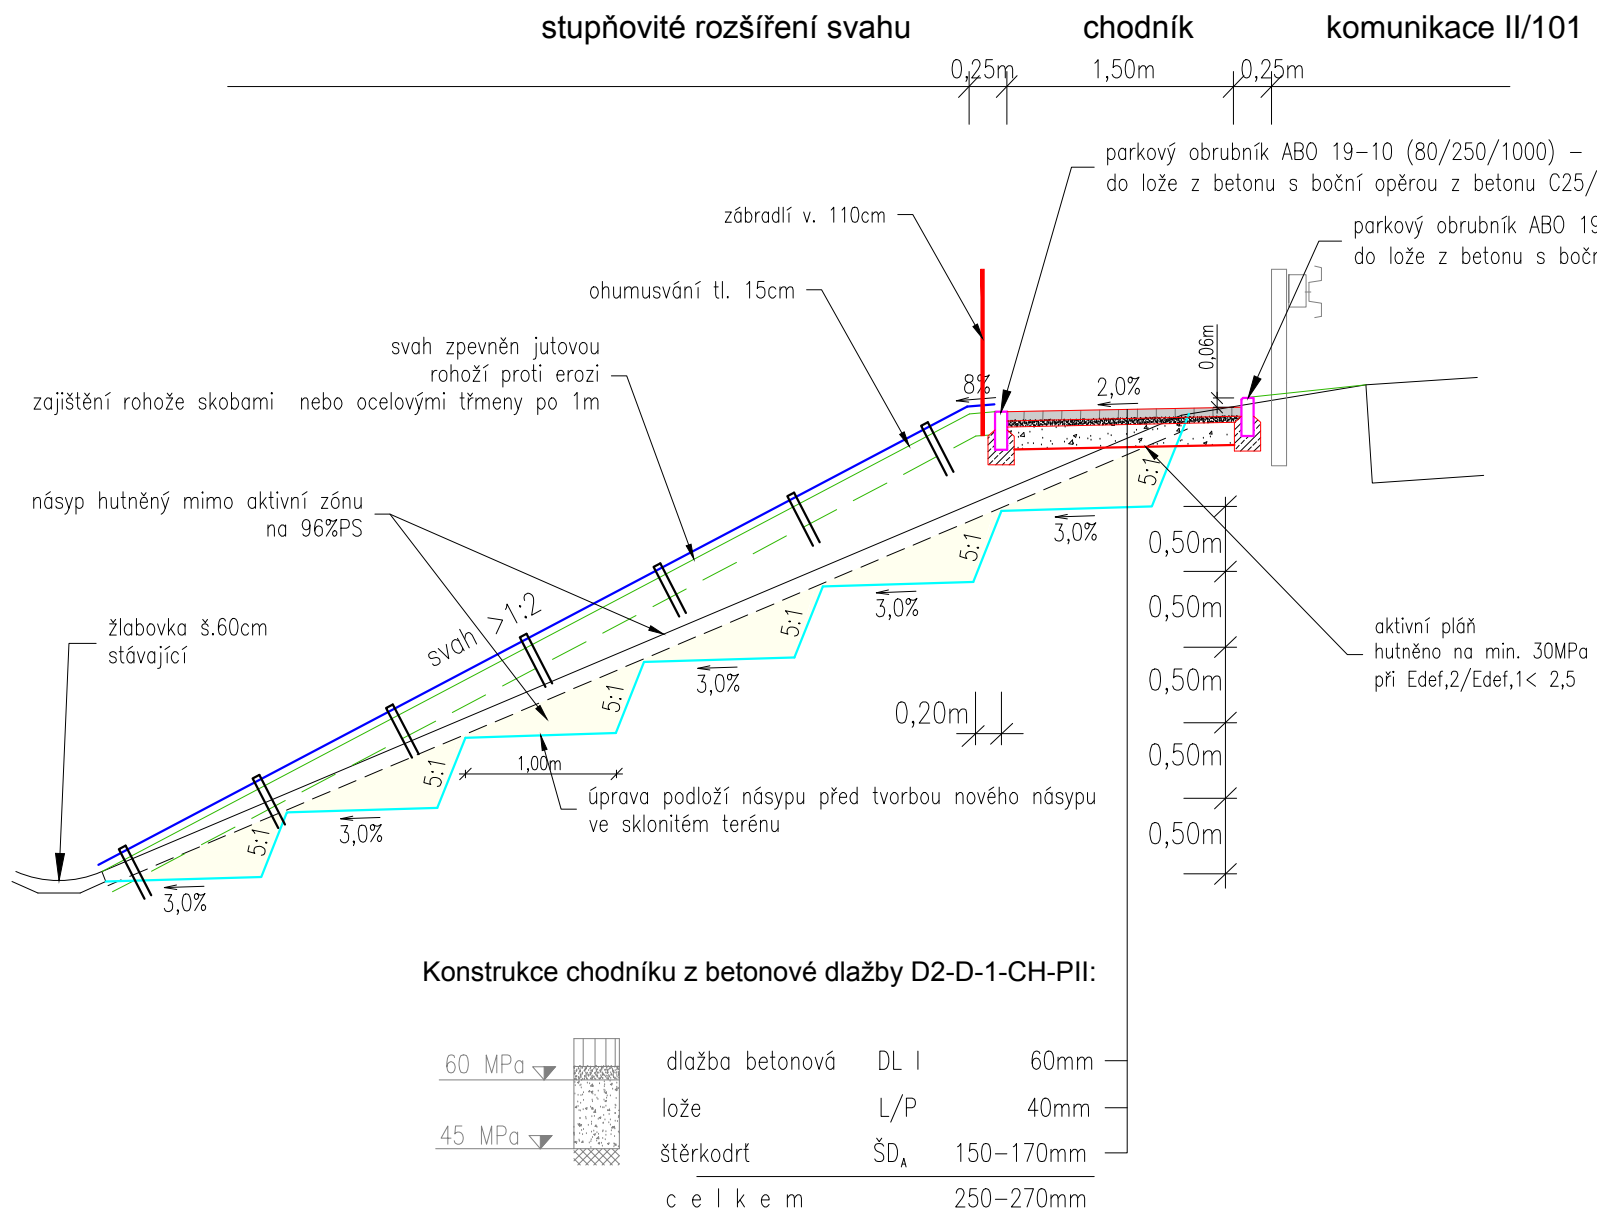 stupňovité rozšíření svahu
chodník
komunikace II/101
0,25m
1,50m
0,25m
parkový obrubník ABO 19-10 (80/250/1000) –
do lože z betonu s boční opěrou z betonu C25/
zábradlí v. 110cm
parkový obrubník ABO 19
do lože z betonu s boč
ohumusvání tl. 15cm
svah zpevněn jutovou
rohoží proti erozi
zajištění rohože skobami nebo ocelovými třmeny po 1m
8%
2,0%
0,06m
násyp hutněný mimo aktivní zónu
na 96%PS
5:1
3,0%
5:1
3,0%
5:1
3,0%
5:1
3,0%
5:1
3,0%
5:1
3,0%
svah >1:2
žlabovka š.60cm
stávající
0,50m
0,50m
0,50m
0,50m
0,50m
aktivní pláň
hutněno na min. 30MPa
při Edef,2/Edef,1< 2,5
0,20m
1,00m
úprava podloží násypu před tvorbou nového násypu
ve sklonitém terénu
Konstrukce chodníku z betonové dlažby D2-D-1-CH-PII:
60 MPa
45 MPa
dlažba betonová DL I 60mm
lože L/P 40mm
štěrkodrť ŠDA 150-170mm
c e l k e m 250-270mm